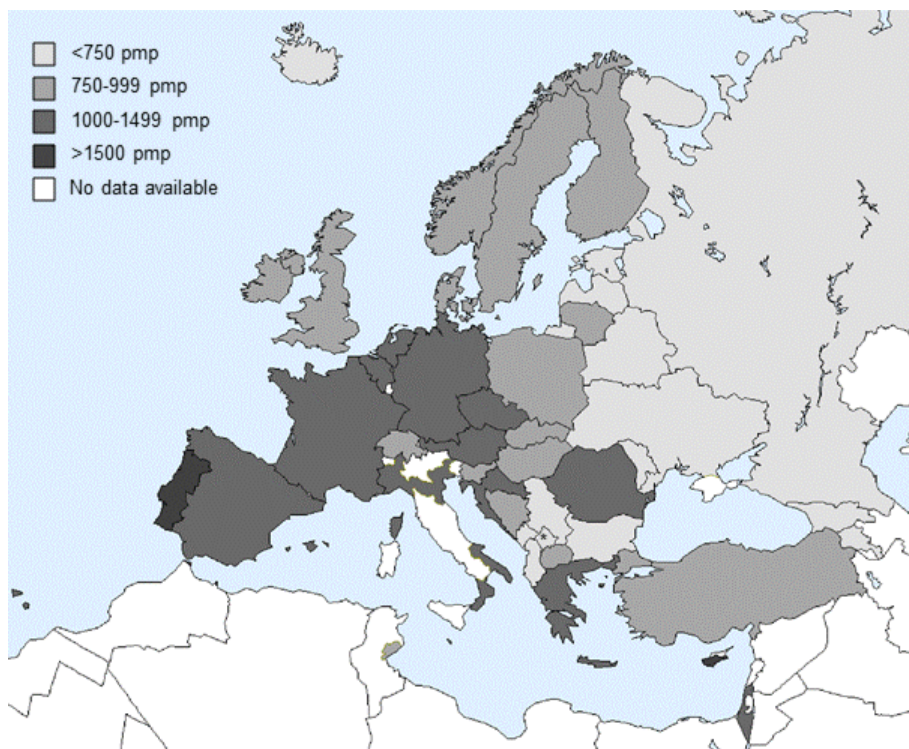 <750 pmp
750-999 pmp
1000-1499 pmp
>1500 pmp
No data available
*